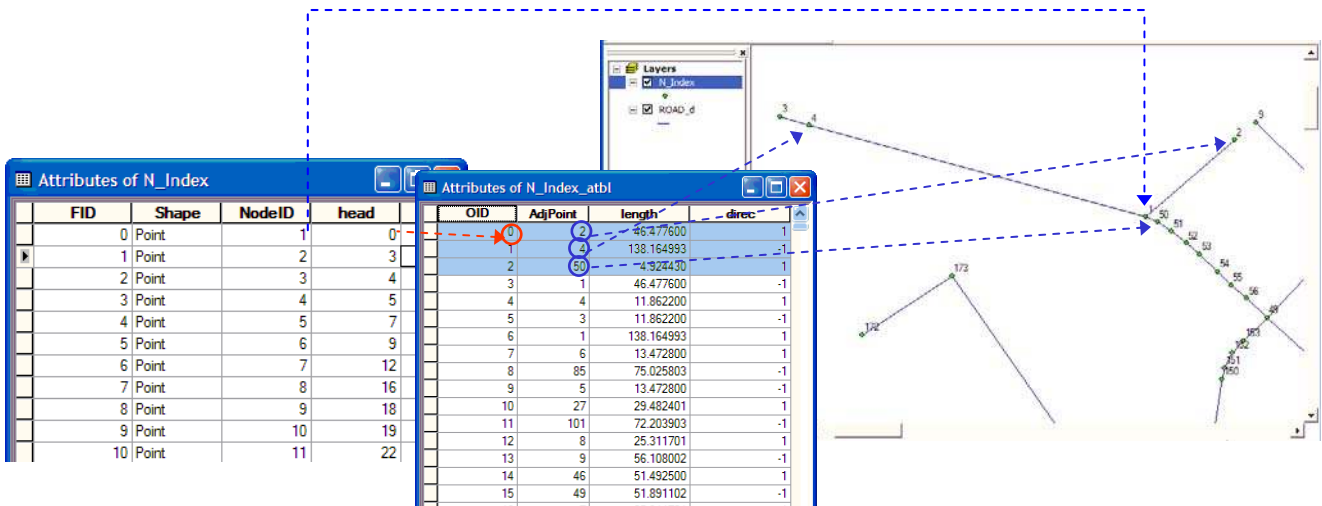 Layers
N_Index
ROAD_d
3
4
9
2
1
50
51
52
53
54
55
56
49
153
152
151
150
173
172
Attributes of N_Index
FID Shape NodeID head
0 Point 1 0
1 Point 2 3
2 Point 3 4
3 Point 4 5
4 Point 5 7
5 Point 6 9
6 Point 7 12
7 Point 8 16
8 Point 9 18
9 Point 10 19
10 Point 11 22
Attributes of N_Index_atbl
OID AdjPoint length direc
0 2 46.477600 1
1 4 138.164993 -1
2 50 4.924430 1
3 1 46.477600 -1
4 4 11.862200 1
5 3 11.862200 -1
6 1 138.164993 1
7 6 13.472800 1
8 85 75.025803 1
9 5 13.472800 -1
10 27 29.482401 1
11 101 72.203903 -1
12 8 25.311701 1
13 9 56.108002 -1
14 46 51.492500 1
15 49 51.891102 -1